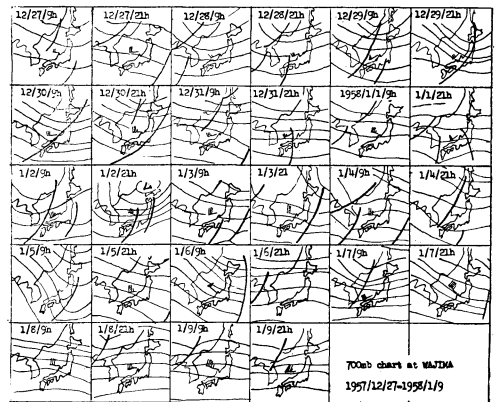 12/27/9h 12/27/21h 12/28/9h 12/28/21h 12/29/9h 12/29/21h
12/30/9h 12/30/21h 12/31/9h 12/31/21h 1958/1/1/9h 1/1/21h
1/2/9h 1/2/21h 1/3/9h 1/3/21 1/4/9h 1/4/21h
1/5/9h 1/5/21h 1/6/9h 1/6/21h 1/7/9h 1/7/21h
1/8/9h 1/8/21h 1/9/9h 1/9/21h
700mb chart at WAJIMA
1957/12/27-1958/1/9